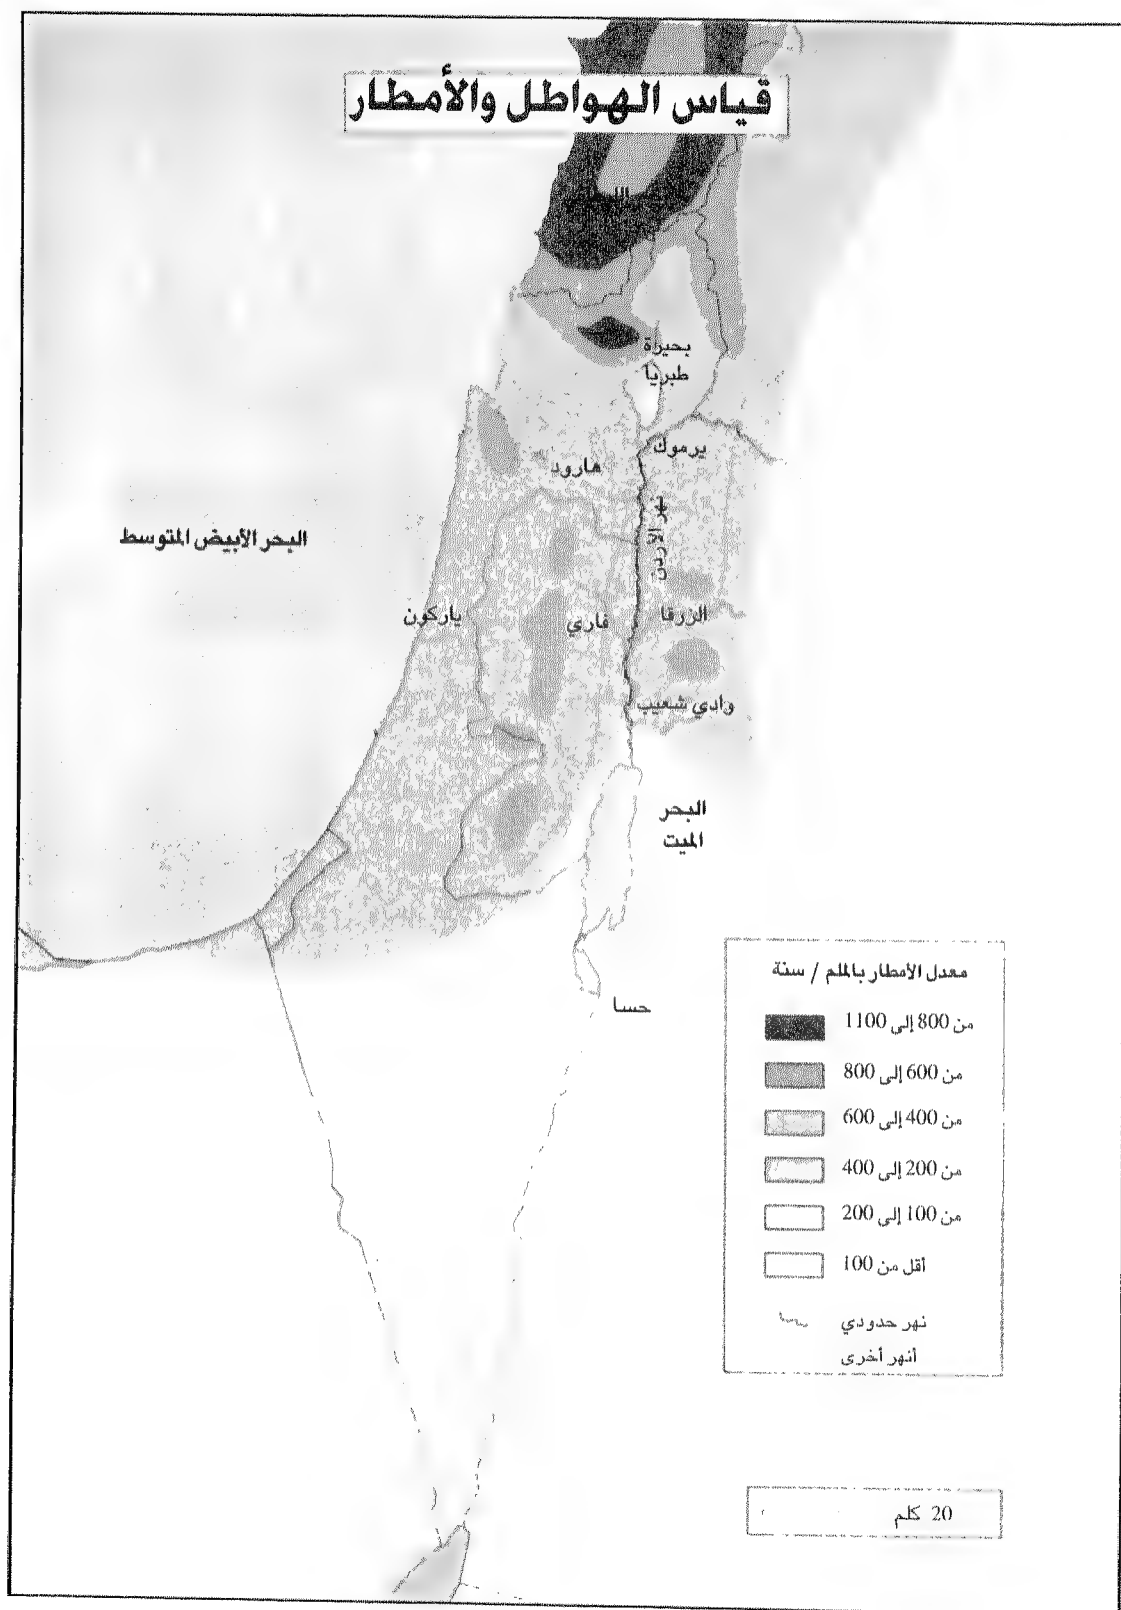 قياس الهواطل والأمطار
بحيرة
طبريا
يرموك
هارود
نهر الأردن
البحر الأبيض المتوسط
ياركون
فاري
الزرقا
وادي شعيب
البحر
الميت
حسا
معدل الأمطار بالملم / سنة
من 800 إلى 1100
من 600 إلى 800
من 400 إلى 600
من 200 إلى 400
من 100 إلى 200
أقل من 100
نهر حدودي
أنهر أخرى
20 كلم